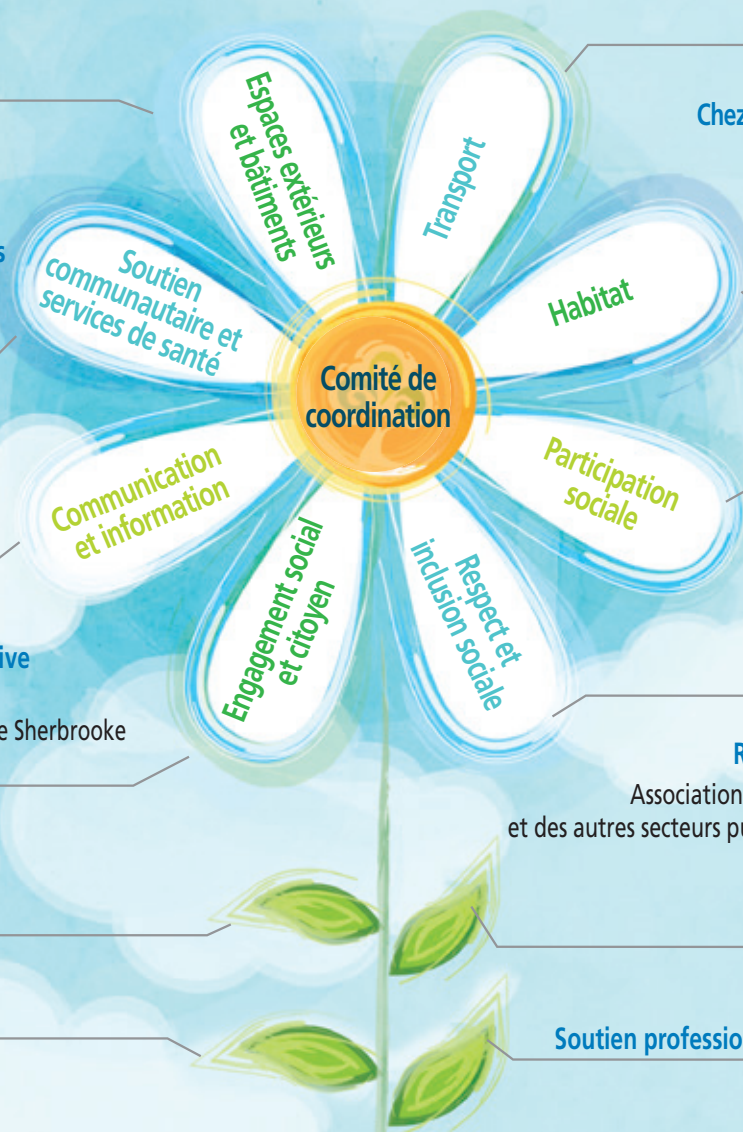 Espaces extérieurs
et bâtiments
Transport
Chez
s
Soutien
communautaire et
services de santé
Habitat
Comité de
coordination
Communication
et information
Participation
sociale
Engagement social
et citoyen
Respect et
inclusion sociale
ive
e Sherbrooke
R
Association
et des autres secteurs pu
Soutien professio